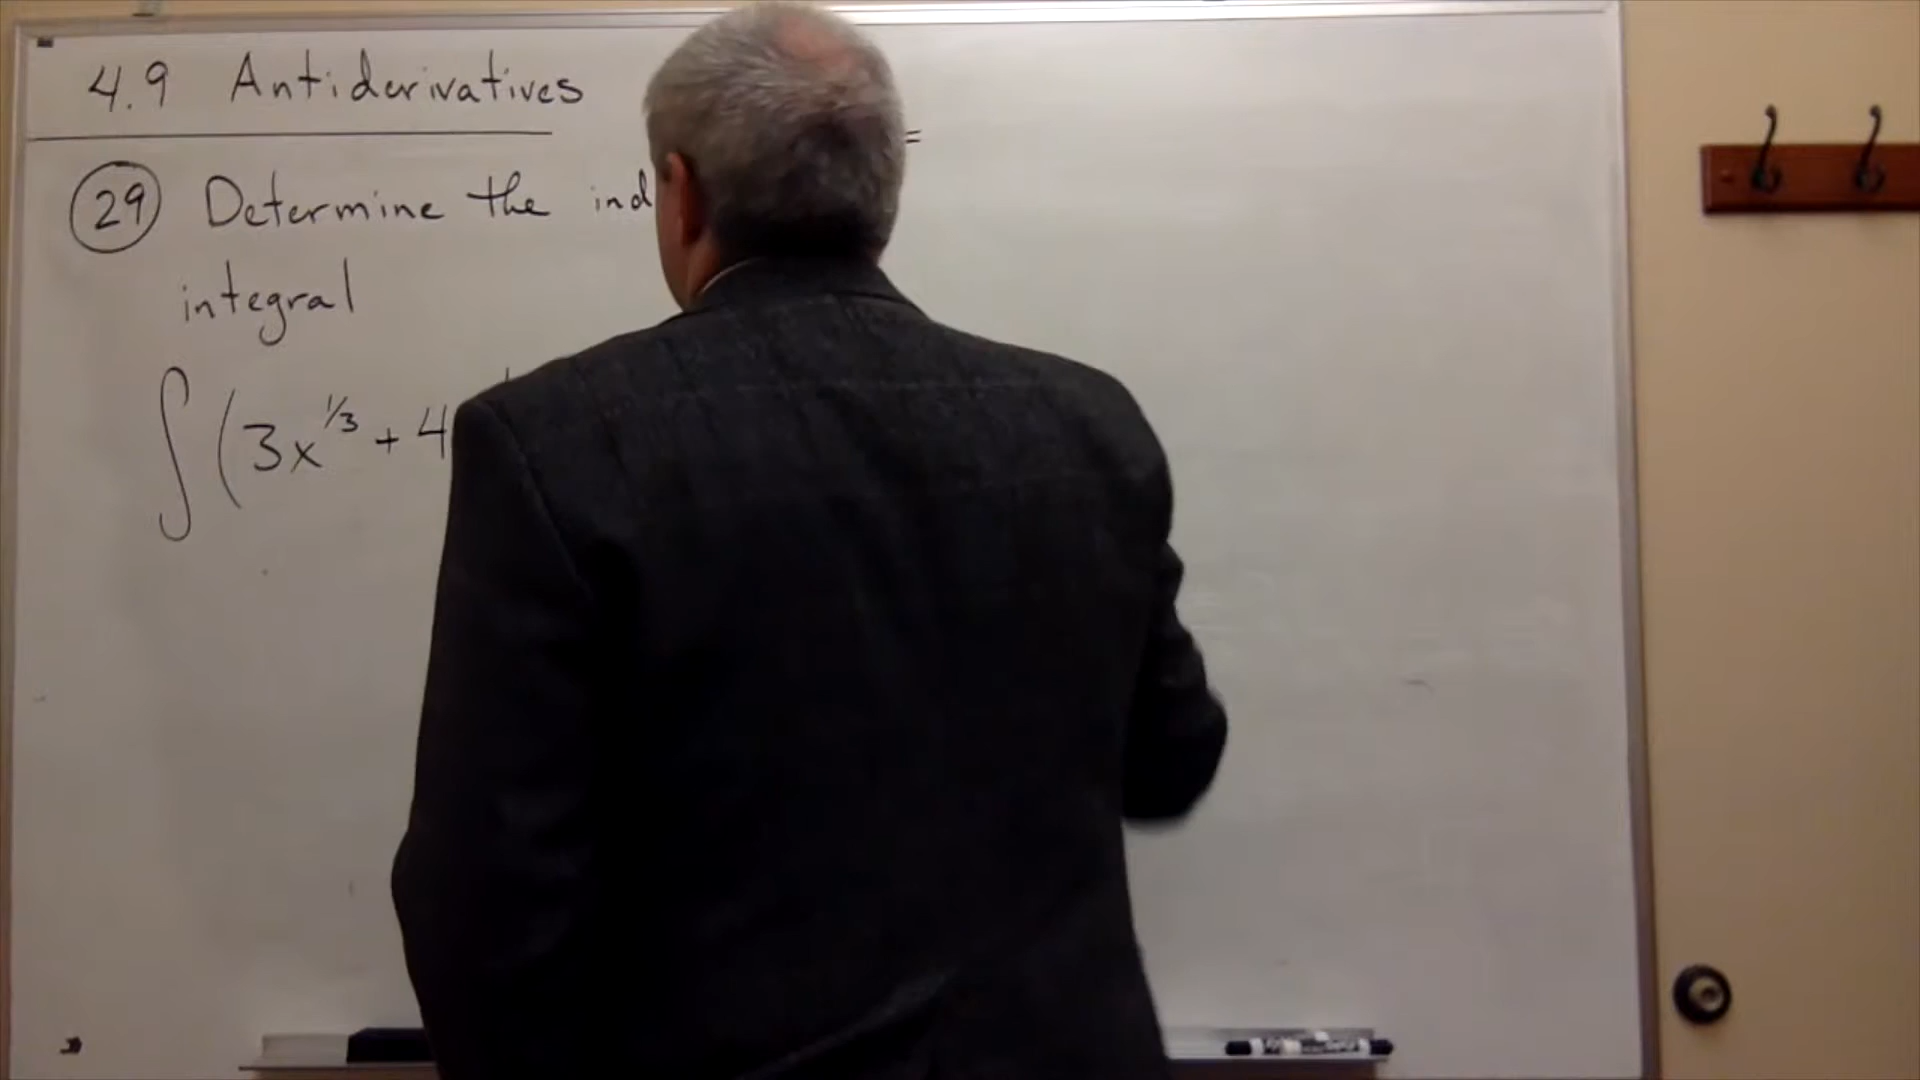 4.9 Antiderivatives
=
29 Determine the ind
integral
∫ (3x^{1/3} + 4